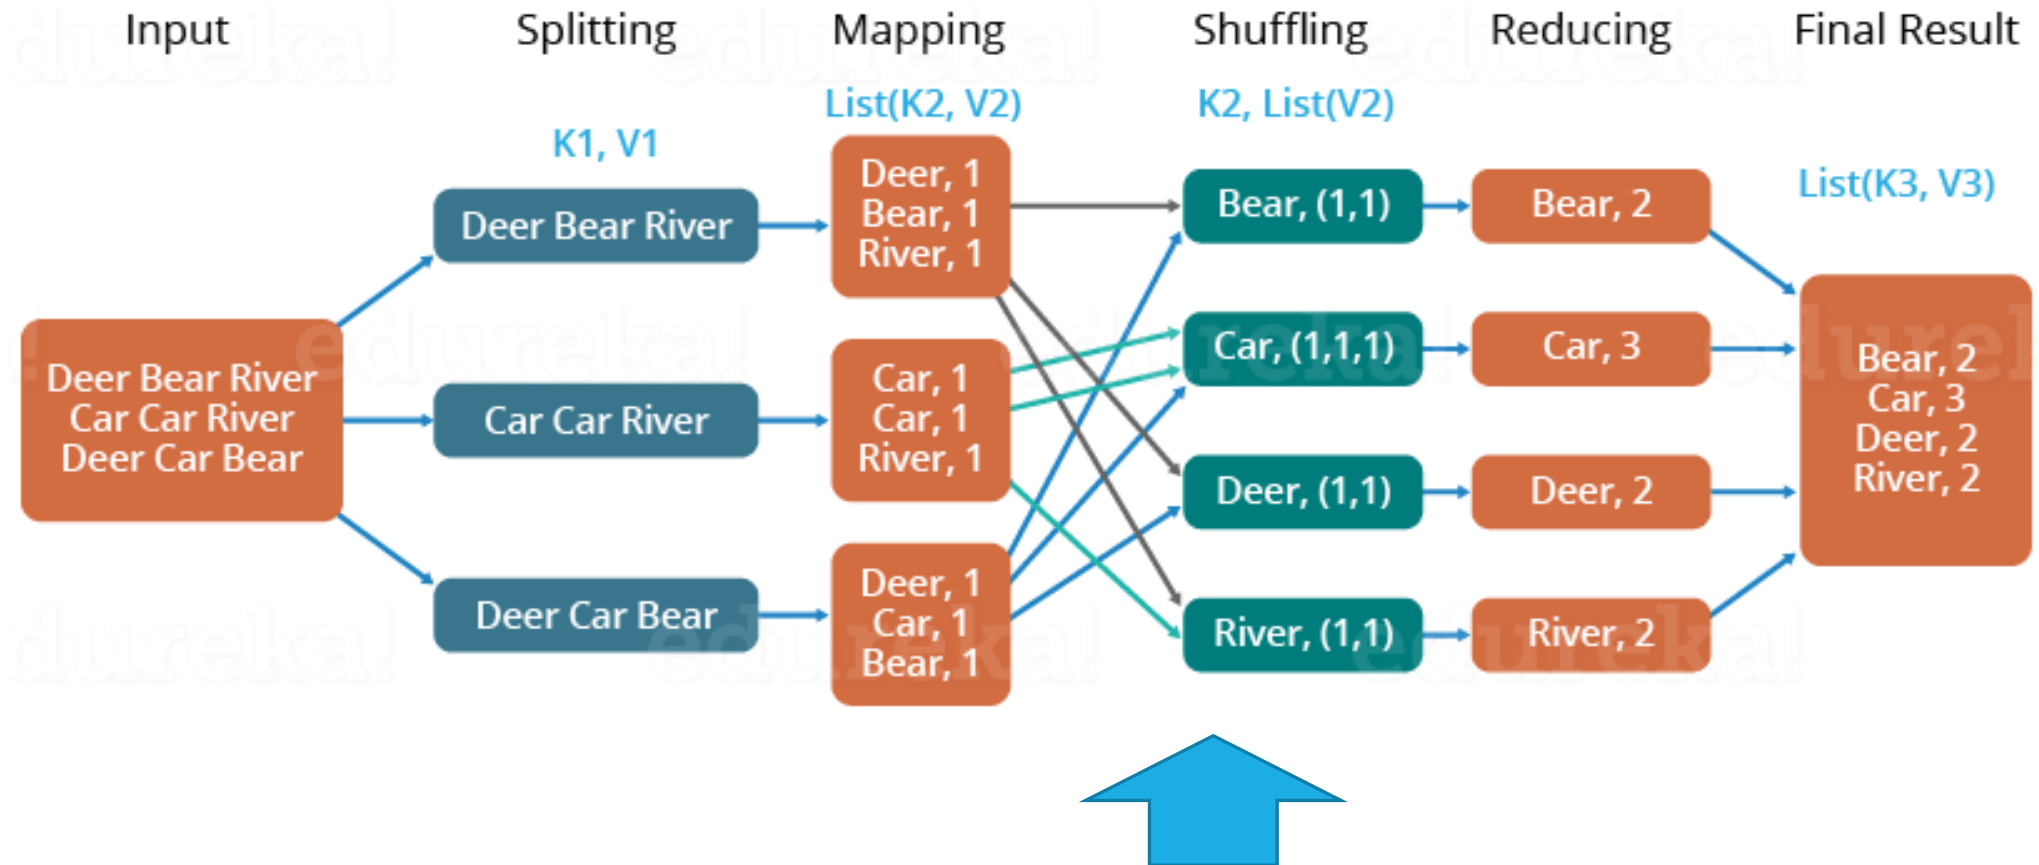 Input
Splitting
Mapping
Shuffling
Reducing
Final Result
List(K2, V2)
K2, List(V2)
K1, V1
List(K3, V3)
Deer Bear River
Car Car River
Deer Car Bear
Deer Bear River
Car Car River
Deer Car Bear
Deer, 1
Bear, 1
River, 1
Car, 1
Car, 1
River, 1
Deer, 1
Car, 1
Bear, 1
Bear, (1,1)
Car, (1,1,1)
Deer, (1,1)
River, (1,1)
Bear, 2
Car, 3
Deer, 2
River, 2
Bear, 2
Car, 3
Deer, 2
River, 2
edureka!